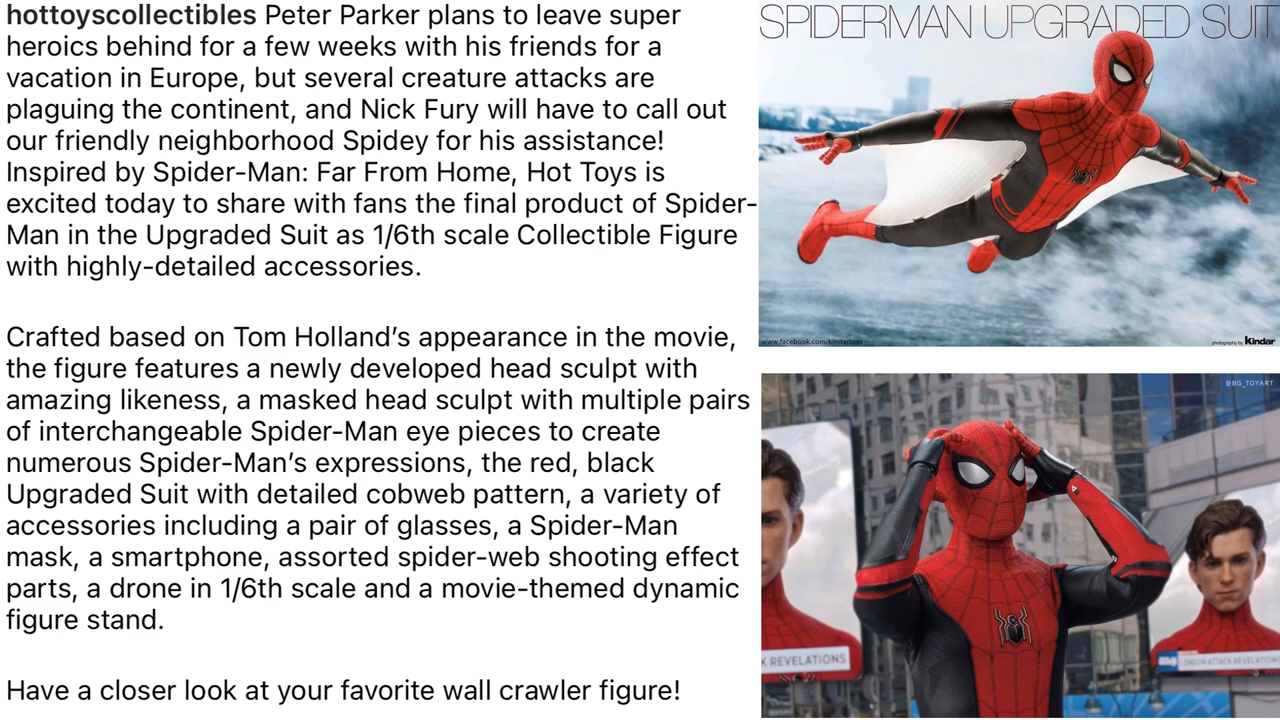 hottoyscollectibles Peter Parker plans to leave super
heroics behind for a few weeks with his friends for a
vacation in Europe, but several creature attacks are
plaguing the continent, and Nick Fury will have to call out
our friendly neighborhood Spidey for his assistance!
Inspired by Spider-Man: Far From Home, Hot Toys is
excited today to share with fans the final product of Spider-
Man in the Upgraded Suit as 1/6th scale Collectible Figure
with highly-detailed accessories.
Crafted based on Tom Holland’s appearance in the movie,
the figure features a newly developed head sculpt with
amazing likeness, a masked head sculpt with multiple pairs
of interchangeable Spider-Man eye pieces to create
numerous Spider-Man’s expressions, the red, black
Upgraded Suit with detailed cobweb pattern, a variety of
accessories including a pair of glasses, a Spider-Man
mask, a smartphone, assorted spider-web shooting effect
parts, a drone in 1/6th scale and a movie-themed dynamic
figure stand.
Have a closer look at your favorite wall crawler figure!
SPIDERMAN UPGRADED SUIT
www.facebook.com/kindartoys
photography by Kindar
@BG_TOYART
K REVELATIONS
LONDON ATTACK REVELATIONS